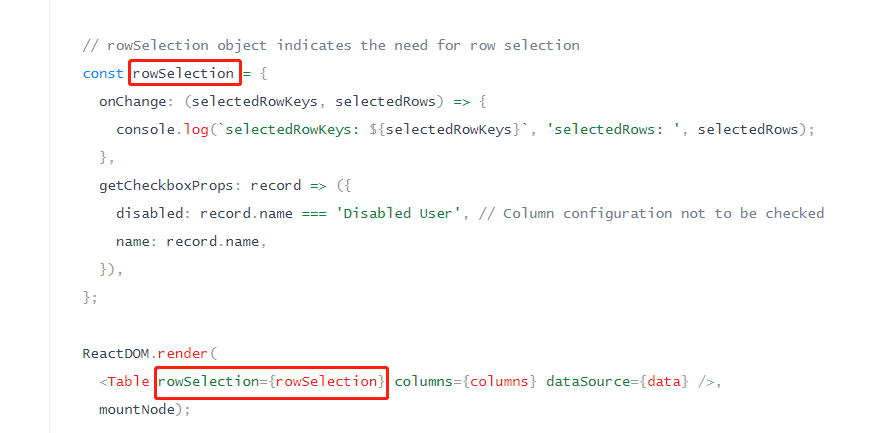 // rowSelection object indicates the need for row selection
const rowSelection = {
  onChange: (selectedRowKeys, selectedRows) => {
    console.log(`selectedRowKeys: ${selectedRowKeys}`, 'selectedRows: ', selectedRows);
  },
  getCheckboxProps: record => ({
    disabled: record.name === 'Disabled User', // Column configuration not to be checked
    name: record.name,
  }),
};
ReactDOM.render(
  <Table rowSelection={rowSelection} columns={columns} dataSource={data} />,
  mountNode);